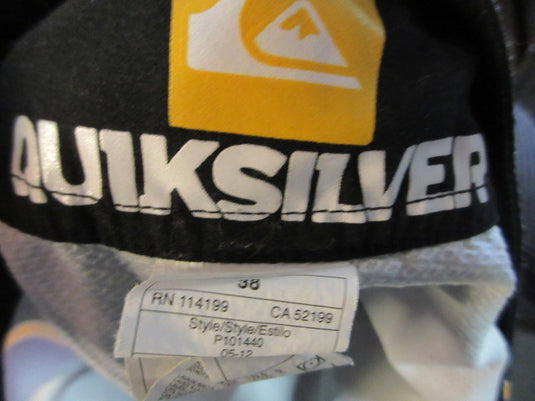 QUIKSILVER
38
RN 114199 CA 52199
Style/Style/Estilo
P101440
05-12